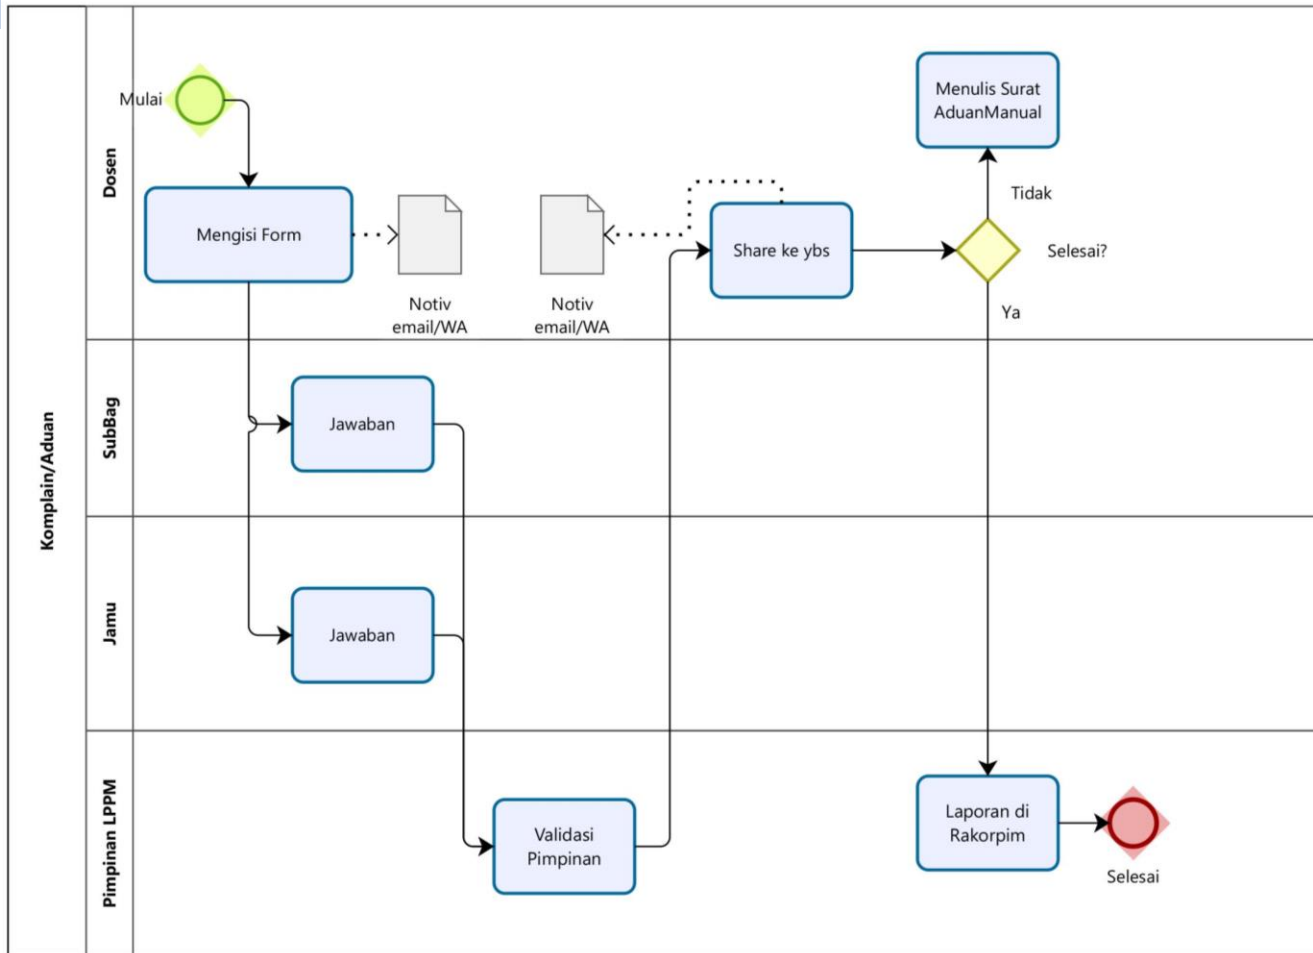 Komplain/Aduan
Dosen
Mulai
Mengisi Form
Notiv
email/WA
Notiv
email/WA
Share ke ybs
Menulis Surat
AduanManual
Tidak
Selesai?
Ya
SubBag
Jawaban
Jamu
Jawaban
Pimpinan LPPM
Validasi
Pimpinan
Laporan di
Rakorpim
Selesai